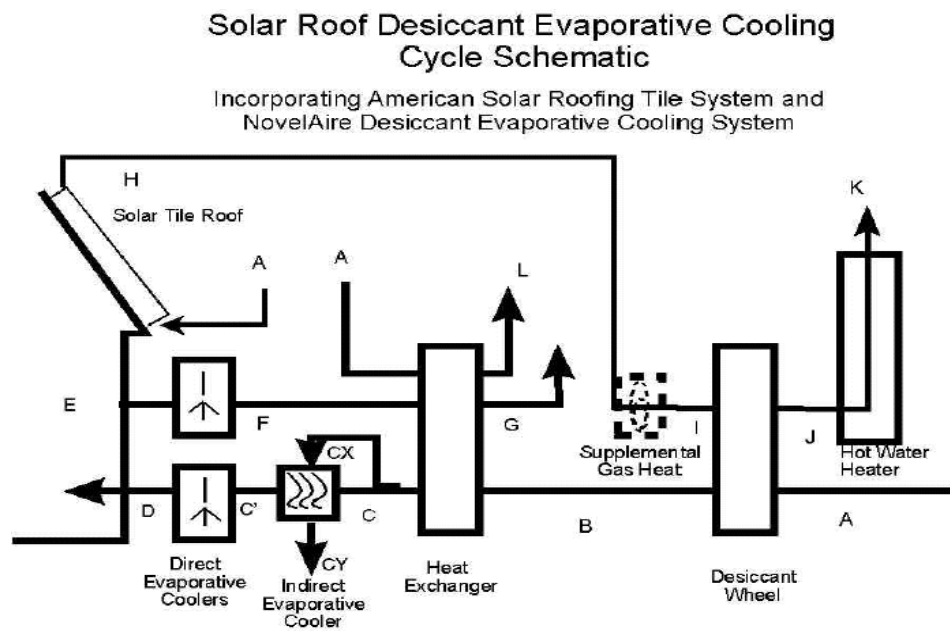 Solar Roof Desiccant Evaporative Cooling
Cycle Schematic
Incorporating American Solar Roofing Tile System and
NovelAire Desiccant Evaporative Cooling System
H
K
Solar Tile Roof
A
A
L
E
F
G
I
J
Supplemental
Gas Heat
Hot Water
Heater
CX
D
C'
C
B
A
CY
Direct
Evaporative
Coolers
Indirect
Evaporative
Cooler
Heat
Exchanger
Desiccant
Wheel